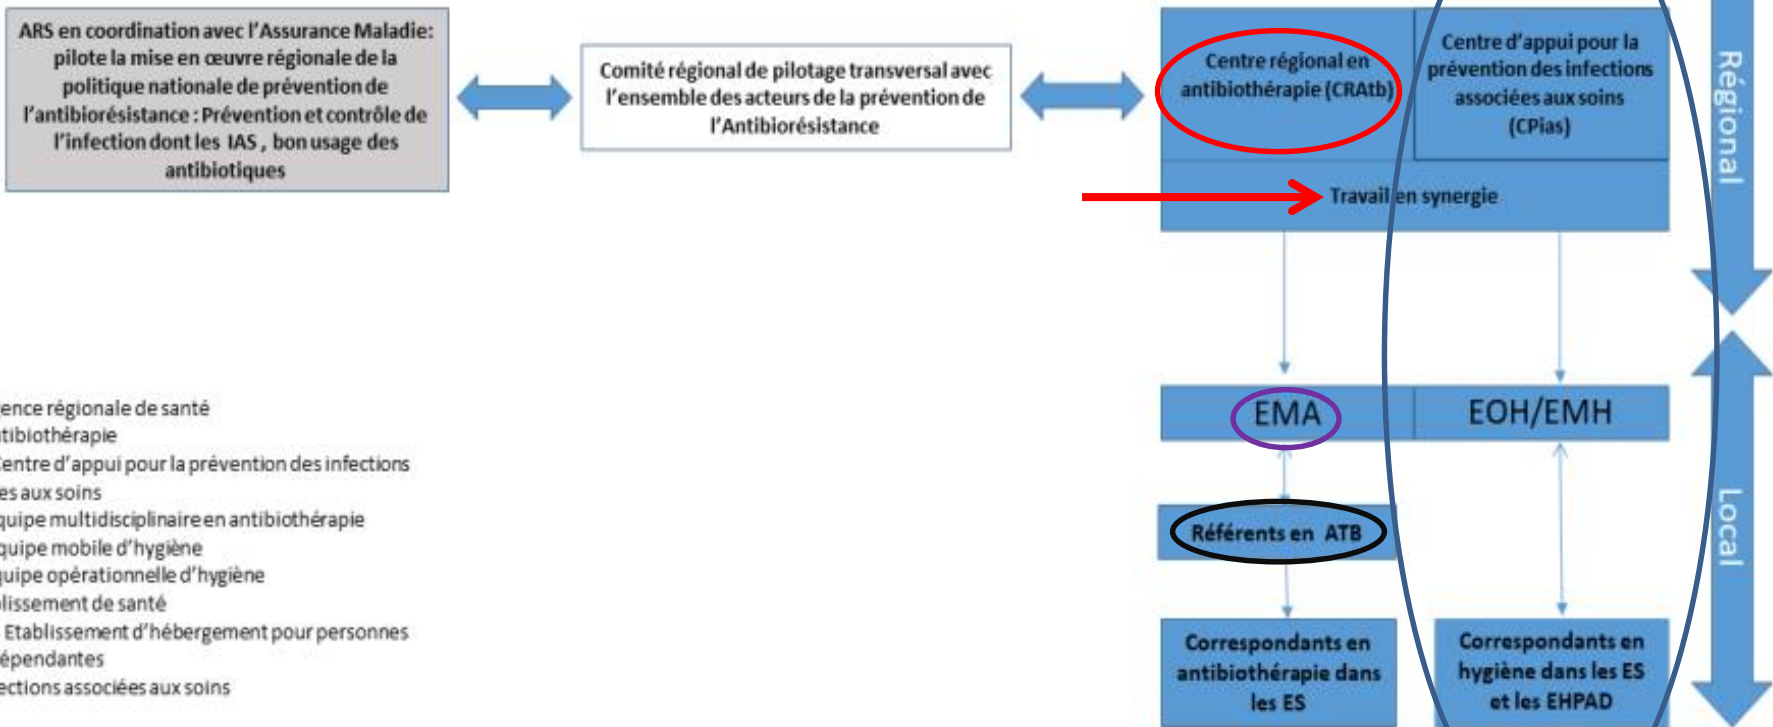 ARS en coordination avec l'Assurance Maladie:
pilote la mise en œuvre régionale de la
politique nationale de prévention de
l'antibiorésistance : Prévention et contrôle de
l'infection dont les IAS , bon usage des
antibiotiques
Comité régional de pilotage transversal avec
l'ensemble des acteurs de la prévention de
l'Antibiorésistance
Centre régional en
antibiothérapie (CRAtb)
Centre d'appui pour la
prévention des infections
associées aux soins
(CPias)
Travail en synergie
Régional
EMA
EOH/EMH
Référents en ATB
Correspondants en
antibiothérapie dans
les ES
Correspondants en
hygiène dans les ES
et les EHPAD
Local
ence régionale de santé
tibiothérapie
Centre d'appui pour la prévention des infections
es aux soins
quipe multidisciplinaire en antibiothérapie
quipe mobile d'hygiène
quipe opérationnelle d'hygiène
lissement de santé
Etablissement d'hébergement pour personnes
épendantes
ections associées aux soins